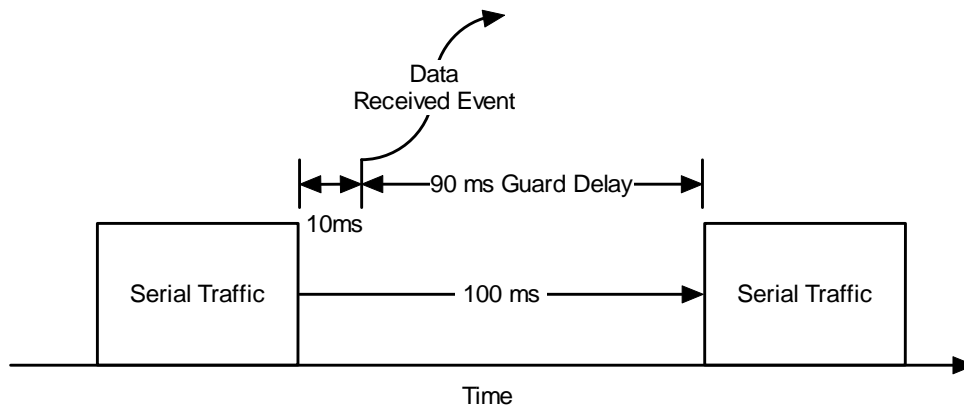 Data
Received Event
90 ms Guard Delay
10ms
Serial Traffic
100 ms
Serial Traffic
Time